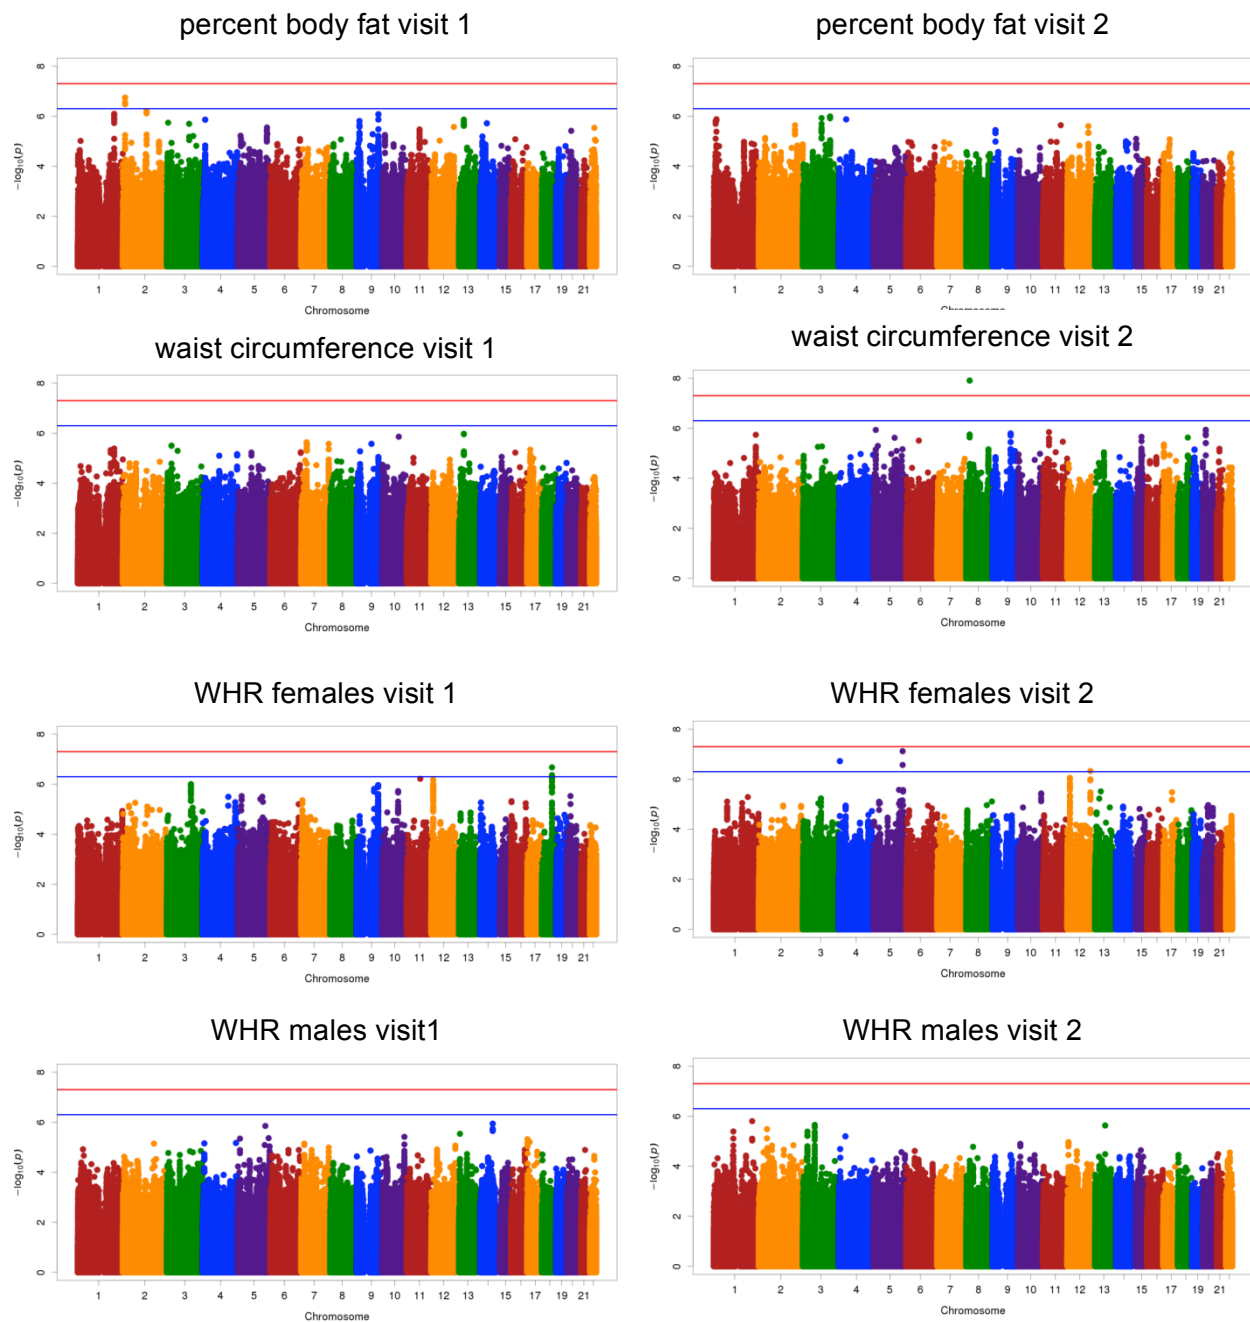 percent body fat visit 1
percent body fat visit 2
8
6
4
2
0
−log10(p)
1 2 3 4 5 6 7 8 9 10 11 12 13 15 17 19 21
Chromosome
8
6
4
2
0
−log10(p)
1 2 3 4 5 6 7 8 9 10 11 12 13 15 17 19 21
Chromosome
waist circumference visit 1
waist circumference visit 2
8
6
4
2
0
−log10(p)
1 2 3 4 5 6 7 8 9 10 11 12 13 15 17 19 21
Chromosome
8
6
4
2
0
−log10(p)
1 2 3 4 5 6 7 8 9 10 11 12 13 15 17 19 21
Chromosome
WHR females visit 1
WHR females visit 2
8
6
4
2
0
−log10(p)
1 2 3 4 5 6 7 8 9 10 11 12 13 15 17 19 21
Chromosome
8
6
4
2
0
−log10(p)
1 2 3 4 5 6 7 8 9 10 11 12 13 15 17 19 21
Chromosome
WHR males visit1
WHR males visit 2
8
6
4
2
0
−log10(p)
1 2 3 4 5 6 7 8 9 10 11 12 13 15 17 19 21
Chromosome
8
6
4
2
0
−log10(p)
1 2 3 4 5 6 7 8 9 10 11 12 13 15 17 19 21
Chromosome